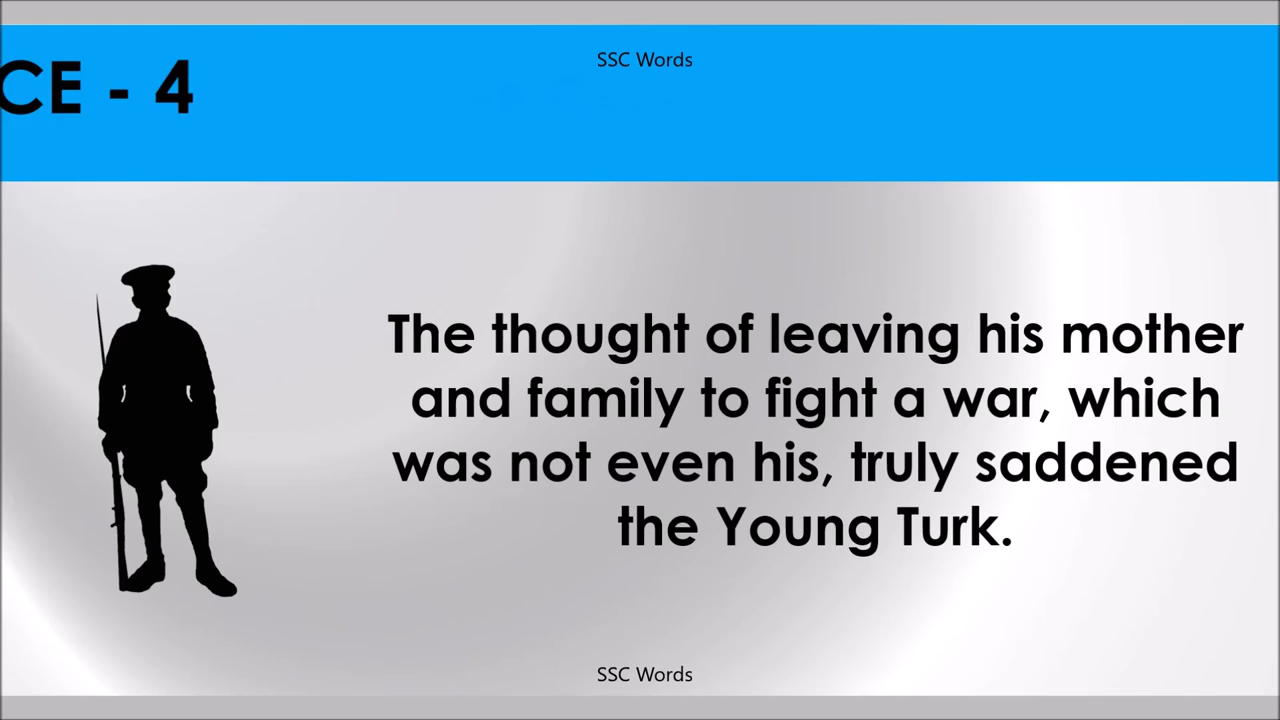 SSC Words
CE - 4
The thought of leaving his mother
and family to fight a war, which
was not even his, truly saddened
the Young Turk.
SSC Words